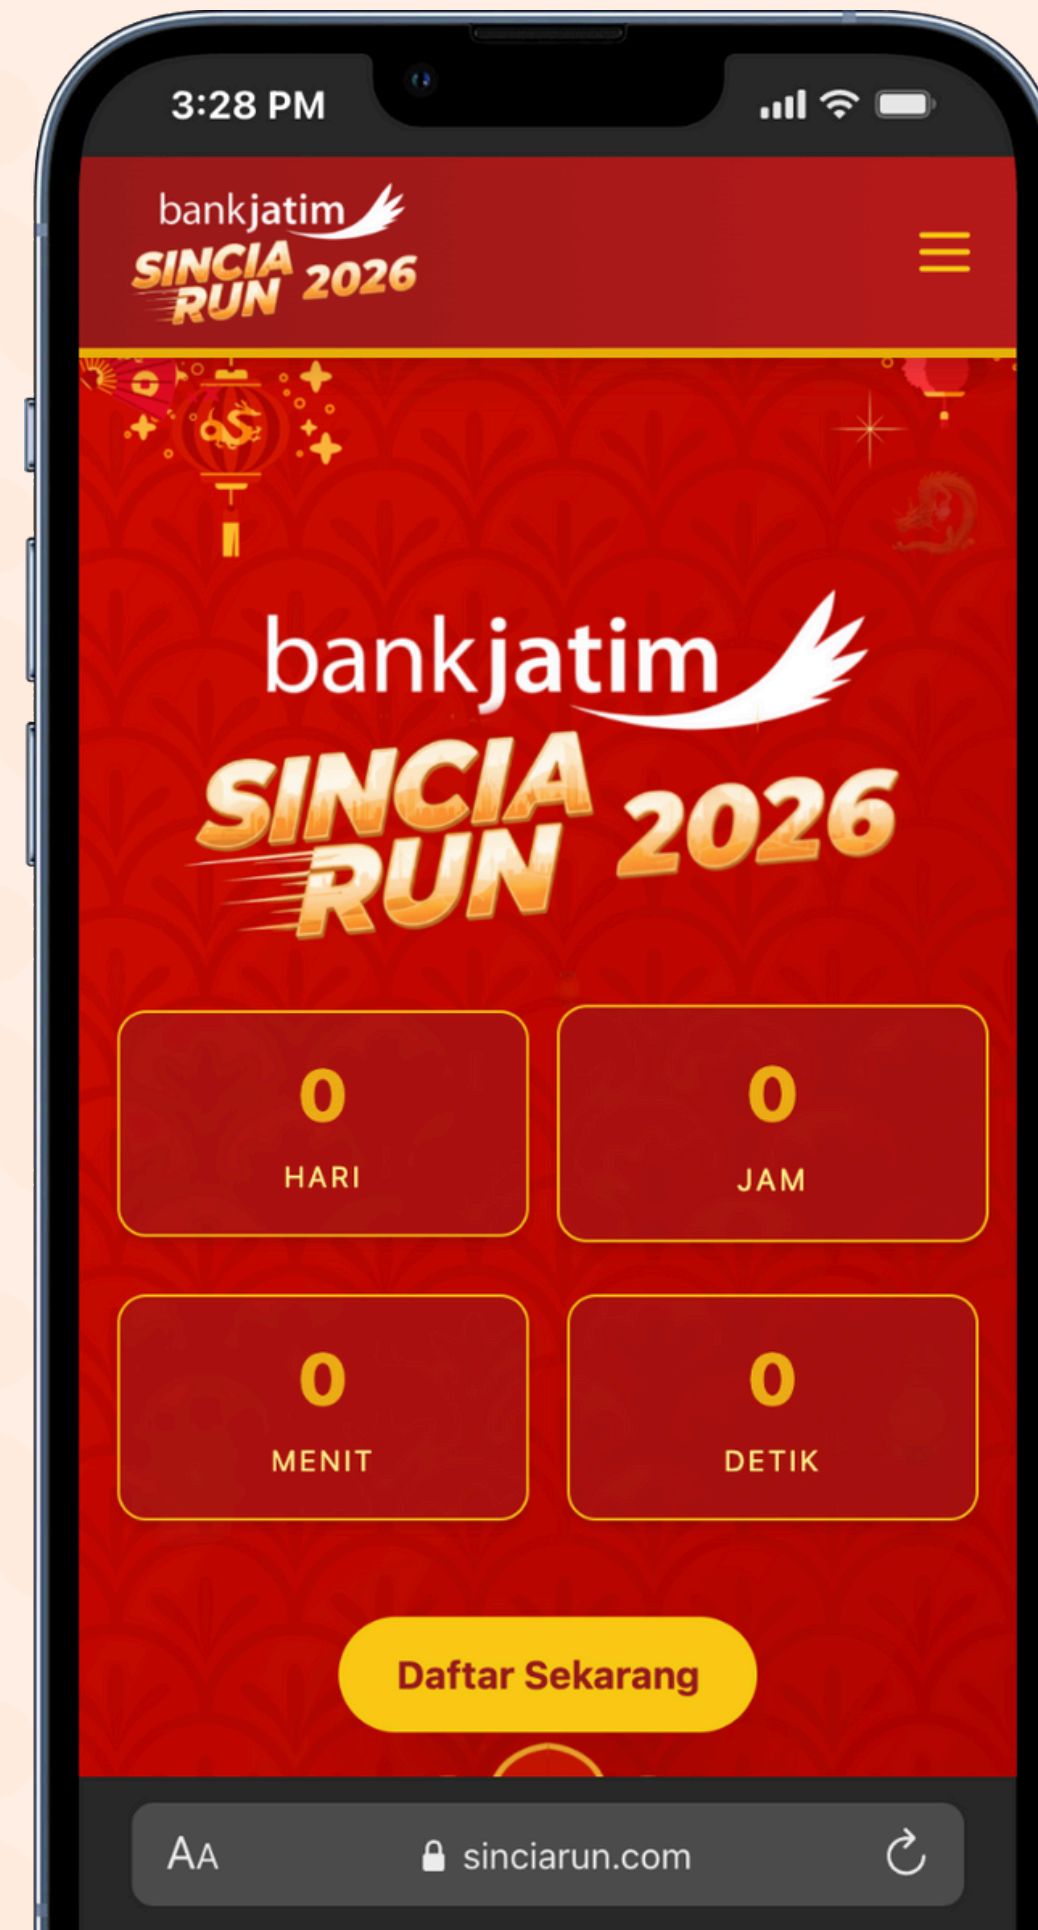 3:28 PM
bankjatim
SINCIA
RUN 2026
bankjatim
SINCIA
RUN 2026
0
HARI
0
JAM
0
MENIT
0
DETIK
Daftar Sekarang
AA
sinciarun.com